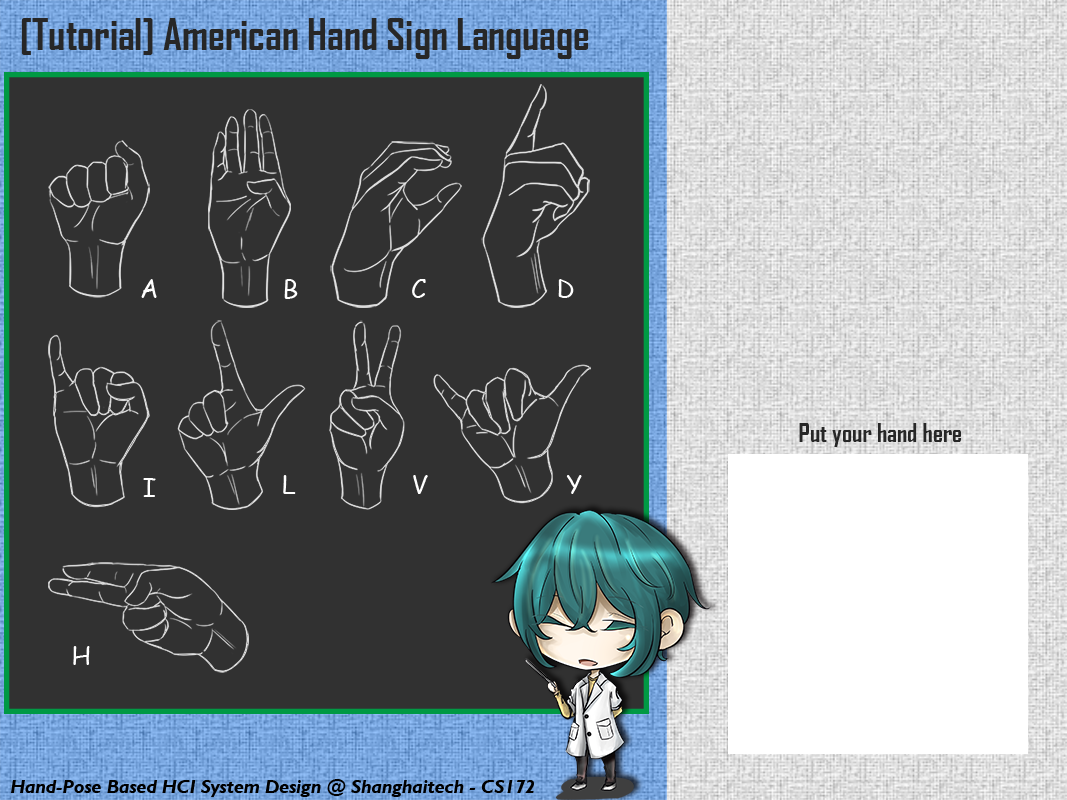 [Tutorial] American Hand Sign Language
A B C D
I L V Y
H
Put your hand here
Hand-Pose Based HCI System Design @ Shanghaitech - CS172